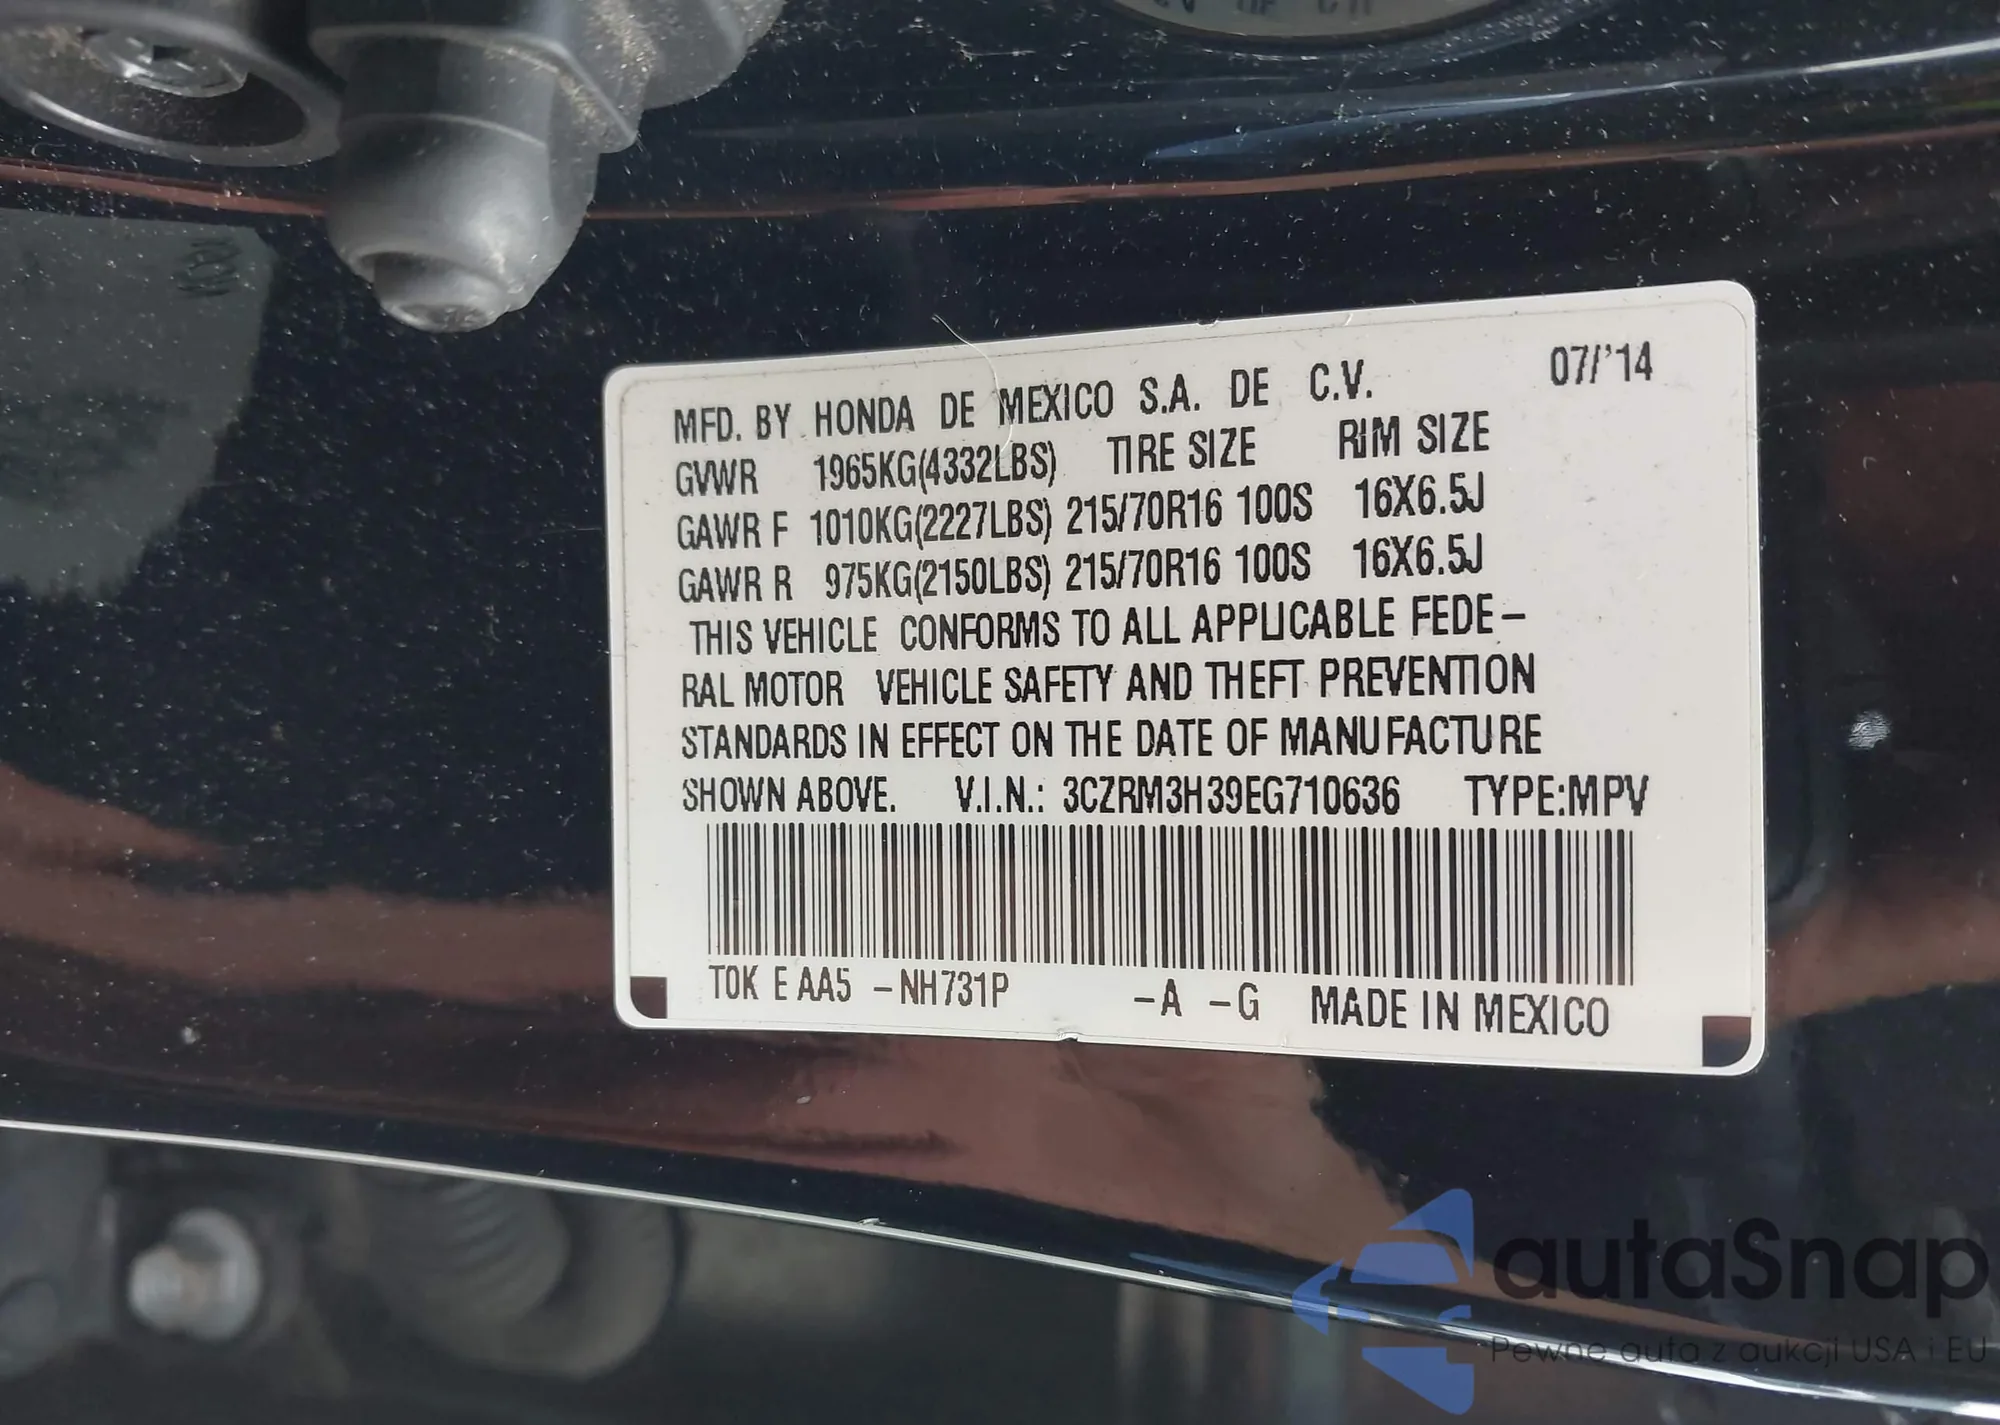 MFD. BY HONDA DE MEXICO S.A. DE C.V. 07/'14
GVWR 1965KG(4332LBS) TIRE SIZE RIM SIZE
GAWR F 1010KG(2227LBS) 215/70R16 100S 16X6.5J
GAWR R 975KG(2150LBS) 215/70R16 100S 16X6.5J
THIS VEHICLE CONFORMS TO ALL APPLICABLE FEDE-
RAL MOTOR VEHICLE SAFETY AND THEFT PREVENTION
STANDARDS IN EFFECT ON THE DATE OF MANUFACTURE
SHOWN ABOVE. V.I.N.: 3CZRM3H39EG710636 TYPE:MPV
T0K E AA5 -NH731P -A -G MADE IN MEXICO
autaSnap
Pewne auta z aukcji USA i EU